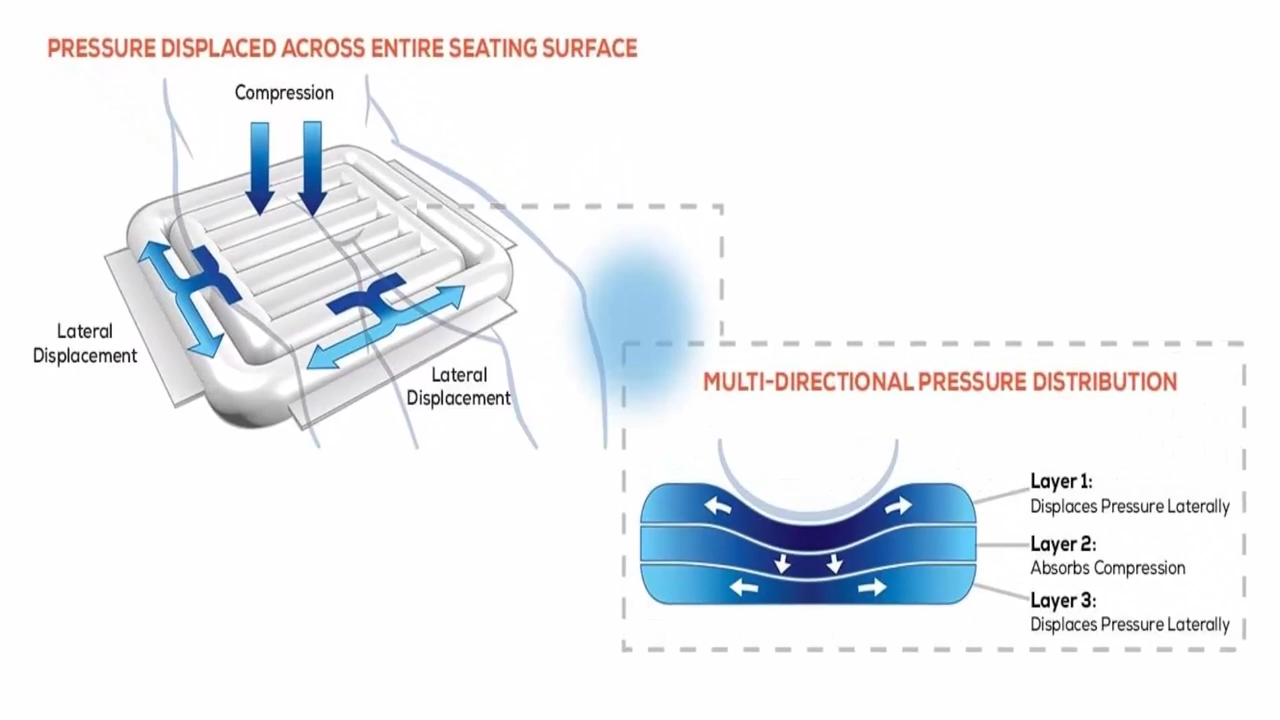 PRESSURE DISPLACED ACROSS ENTIRE SEATING SURFACE
Compression
Lateral
Displacement
Lateral
Displacement
MULTI-DIRECTIONAL PRESSURE DISTRIBUTION
Layer 1:
Displaces Pressure Laterally
Layer 2:
Absorbs Compression
Layer 3:
Displaces Pressure Laterally